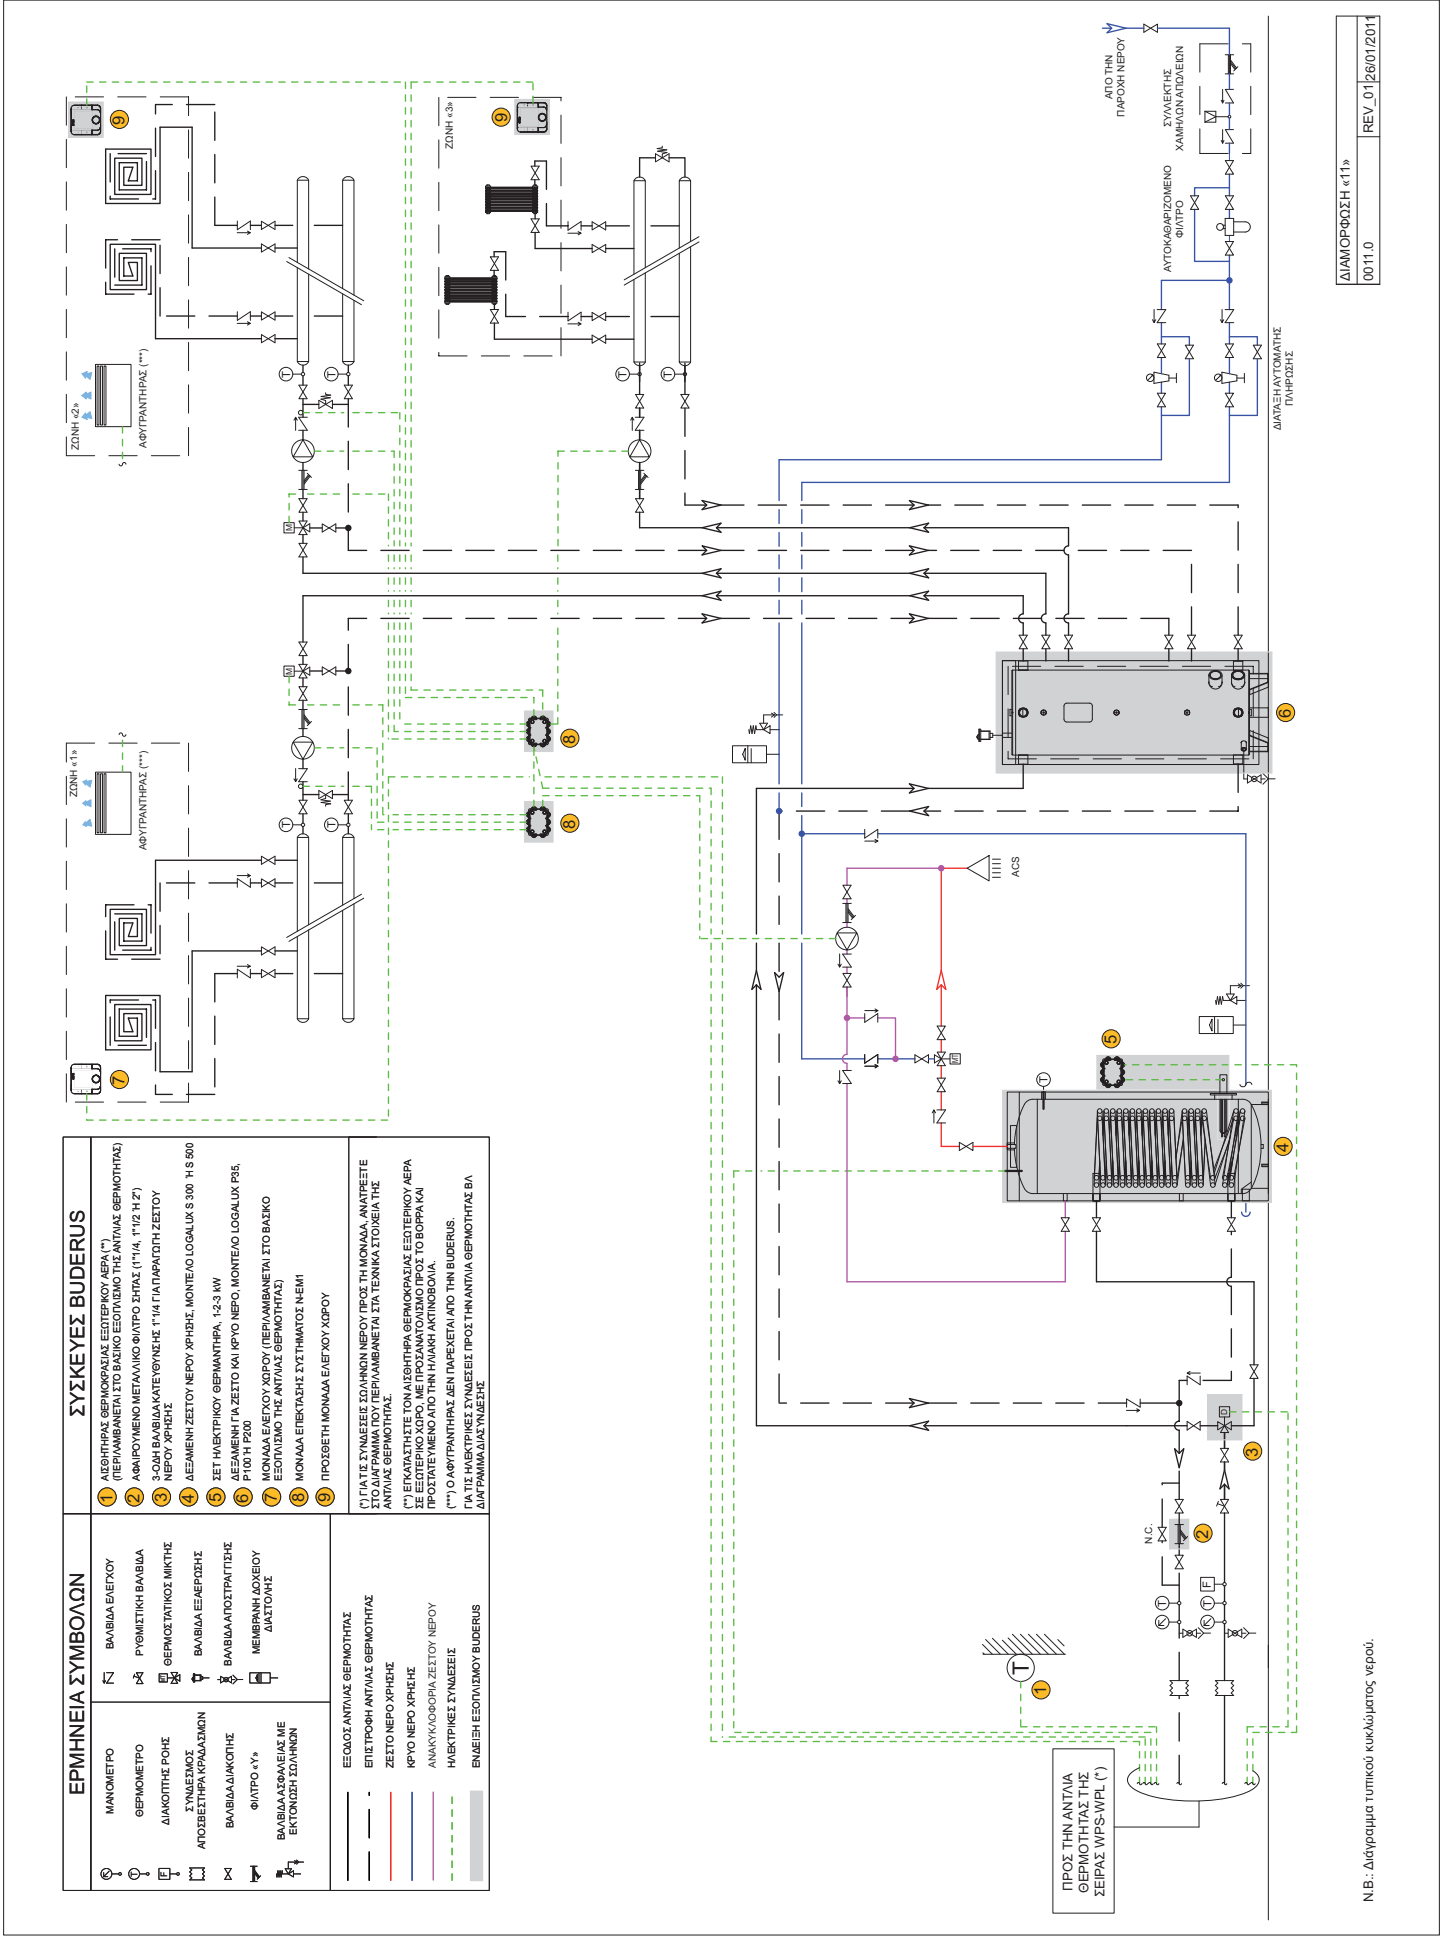 ΕΡΜΗΝΕΙΑ ΣΥΜΒΟΛΩΝ
ΜΑΝΟΜΕΤΡΟ
ΘΕΡΜΟΜΕΤΡΟ
ΔΙΑΚΟΠΤΗΣ ΡΟΗΣ
ΣΥΝΔΕΣΜΟΣ
ΑΠΟΣΒΕΣΤΗΡΑ ΚΡΑΔΑΣΜΩΝ
ΒΑΛΒΙΔΑ ΔΙΑΚΟΠΗΣ
ΦΙΛΤΡΟ «Υ»
ΒΑΛΒΙΔΑ ΑΣΦΑΛΕΙΑΣ ΜΕ
ΕΚΤΟΝΩΣΗ ΣΩΛΗΝΩΝ
ΒΑΛΒΙΔΑ ΕΛΕΓΧΟΥ
ΡΥΘΜΙΣΤΙΚΗ ΒΑΛΒΙΔΑ
ΘΕΡΜΟΣΤΑΤΙΚΟΣ ΜΙΚΤΗΣ
ΒΑΛΒΙΔΑ ΕΞΑΕΡΩΣΗΣ
ΒΑΛΒΙΔΑ ΑΠΟΣΤΡΑΓΓΙΣΗΣ
ΜΕΜΒΡΑΝΗ ΔΟΧΕΙΟΥ
ΔΙΑΣΤΟΛΗΣ
ΕΞΟΔΟΣ ΑΝΤΛΙΑΣ ΘΕΡΜΟΤΗΤΑΣ
ΕΠΙΣΤΡΟΦΗ ΑΝΤΛΙΑΣ ΘΕΡΜΟΤΗΤΑΣ
ΖΕΣΤΟ ΝΕΡΟ ΧΡΗΣΗΣ
ΚΡΥΟ ΝΕΡΟ ΧΡΗΣΗΣ
ΑΝΑΚΥΚΛΟΦΟΡΙΑ ΖΕΣΤΟΥ ΝΕΡΟΥ
ΗΛΕΚΤΡΙΚΕΣ ΣΥΝΔΕΣΕΙΣ
ΕΝΔΕΙΞΗ ΕΞΟΠΛΙΣΜΟΥ BUDERUS
ΣΥΣΚΕΥΕΣ BUDERUS
1 ΑΙΣΘΗΤΗΡΑΣ ΘΕΡΜΟΚΡΑΣΙΑΣ ΕΞΩΤΕΡΙΚΟΥ ΑΕΡΑ (**)
(ΠΕΡΙΛΑΜΒΑΝΕΤΑΙ ΣΤΟ ΒΑΣΙΚΟ ΕΞΟΠΛΙΣΜΟ ΤΗΣ ΑΝΤΛΙΑΣ ΘΕΡΜΟΤΗΤΑΣ)
2 ΑΦΑΙΡΟΥΜΕΝΟ ΜΕΤΑΛΛΙΚΟ ΦΙΛΤΡΟ ΣΗΤΑΣ (1"1/4, 1"1/2 Ή 2")
3 3-ΟΔΗ ΒΑΛΒΙΔΑ ΚΑΤΕΥΘΥΝΣΗΣ 1"1/4 ΓΙΑ ΠΑΡΑΓΩΓΗ ΖΕΣΤΟΥ
ΝΕΡΟΥ ΧΡΗΣΗΣ
4 ΔΕΞΑΜΕΝΗ ΖΕΣΤΟΥ ΝΕΡΟΥ ΧΡΗΣΗΣ, ΜΟΝΤΕΛΟ LOGALUX S 300 Ή S 500
5 ΣΕΤ ΗΛΕΚΤΡΙΚΟΥ ΘΕΡΜΑΝΤΗΡΑ, 1-2-3 kW
6 ΔΕΞΑΜΕΝΗ ΓΙΑ ΖΕΣΤΟ ΚΑΙ ΚΡΥΟ ΝΕΡΟ, ΜΟΝΤΕΛΟ LOGALUX P35,
P100 Ή P200
7 ΜΟΝΑΔΑ ΕΛΕΓΧΟΥ ΧΩΡΟΥ (ΠΕΡΙΛΑΜΒΑΝΕΤΑΙ ΣΤΟ ΒΑΣΙΚΟ
ΕΞΟΠΛΙΣΜΟ ΤΗΣ ΑΝΤΛΙΑΣ ΘΕΡΜΟΤΗΤΑΣ)
8 ΜΟΝΑΔΑ ΕΠΕΚΤΑΣΗΣ ΣΥΣΤΗΜΑΤΟΣ N-EM1
9 ΠΡΟΣΘΕΤΗ ΜΟΝΑΔΑ ΕΛΕΓΧΟΥ ΧΩΡΟΥ
(*) ΓΙΑ ΤΙΣ ΣΥΝΔΕΣΕΙΣ ΣΩΛΗΝΩΝ ΝΕΡΟΥ ΠΡΟΣ ΤΗ ΜΟΝΑΔΑ, ΑΝΑΤΡΕΞΤΕ
ΣΤΟ ΔΙΑΓΡΑΜΜΑ ΠΟΥ ΠΕΡΙΛΑΜΒΑΝΕΤΑΙ ΣΤΑ ΤΕΧΝΙΚΑ ΣΤΟΙΧΕΙΑ ΤΗΣ
ΑΝΤΛΙΑΣ ΘΕΡΜΟΤΗΤΑΣ.
(**) ΕΓΚΑΤΑΣΤΗΣΤΕ ΤΟΝ ΑΙΣΘΗΤΗΡΑ ΘΕΡΜΟΚΡΑΣΙΑΣ ΕΞΩΤΕΡΙΚΟΥ ΑΕΡΑ
ΣΕ ΕΞΩΤΕΡΙΚΟ ΧΩΡΟ, ΜΕ ΠΡΟΣΑΝΑΤΟΛΙΣΜΟ ΠΡΟΣ ΤΟ ΒΟΡΡΑ ΚΑΙ
ΠΡΟΣΤΑΤΕΥΜΕΝΟ ΑΠΟ ΤΗΝ ΗΛΙΑΚΗ ΑΚΤΙΝΟΒΟΛΙΑ.
(***) Ο ΑΦΥΓΡΑΝΤΗΡΑΣ ΔΕΝ ΠΑΡΕΧΕΤΑΙ ΑΠΟ ΤΗΝ BUDERUS.
ΓΙΑ ΤΙΣ ΗΛΕΚΤΡΙΚΕΣ ΣΥΝΔΕΣΕΙΣ ΠΡΟΣ ΤΗΝ ΑΝΤΛΙΑ ΘΕΡΜΟΤΗΤΑΣ ΒΛ.
ΔΙΑΓΡΑΜΜΑ ΔΙΑΣΥΝΔΕΣΗΣ
ΖΩΝΗ «1»
ΑΦΥΓΡΑΝΤΗΡΑΣ (***)
7
ΖΩΝΗ «2»
ΑΦΥΓΡΑΝΤΗΡΑΣ (***)
9
ΖΩΝΗ «3»
9
M
M
T
T
T
T
T
T
8
8
ΑΠΟ ΤΗΝ
ΠΑΡΟΧΗ ΝΕΡΟΥ
ΣΥΛΛΕΚΤΗΣ
ΧΑΜΗΛΩΝ ΑΠΩΛΕΙΩΝ
ΑΥΤΟΚΑΘΑΡΙΖΟΜΕΝΟ
ΦΙΛΤΡΟ
ΔΙΑΤΑΞΗ ΑΥΤΟΜΑΤΗΣ
ΠΛΗΡΩΣΗΣ
6
ACS
M
T
5
4
3
D
N.C.
2
F
T
T
T
1
ΠΡΟΣ ΤΗΝ ΑΝΤΛΙΑ
ΘΕΡΜΟΤΗΤΑΣ ΤΗΣ
ΣΕΙΡΑΣ WPS-WPL (*)
ΔΙΑΜΟΡΦΩΣΗ «11»
0011.0 REV_01 26/01/2011
N.B.: Διάγραμμα τυπικού κυκλώματος νερού.